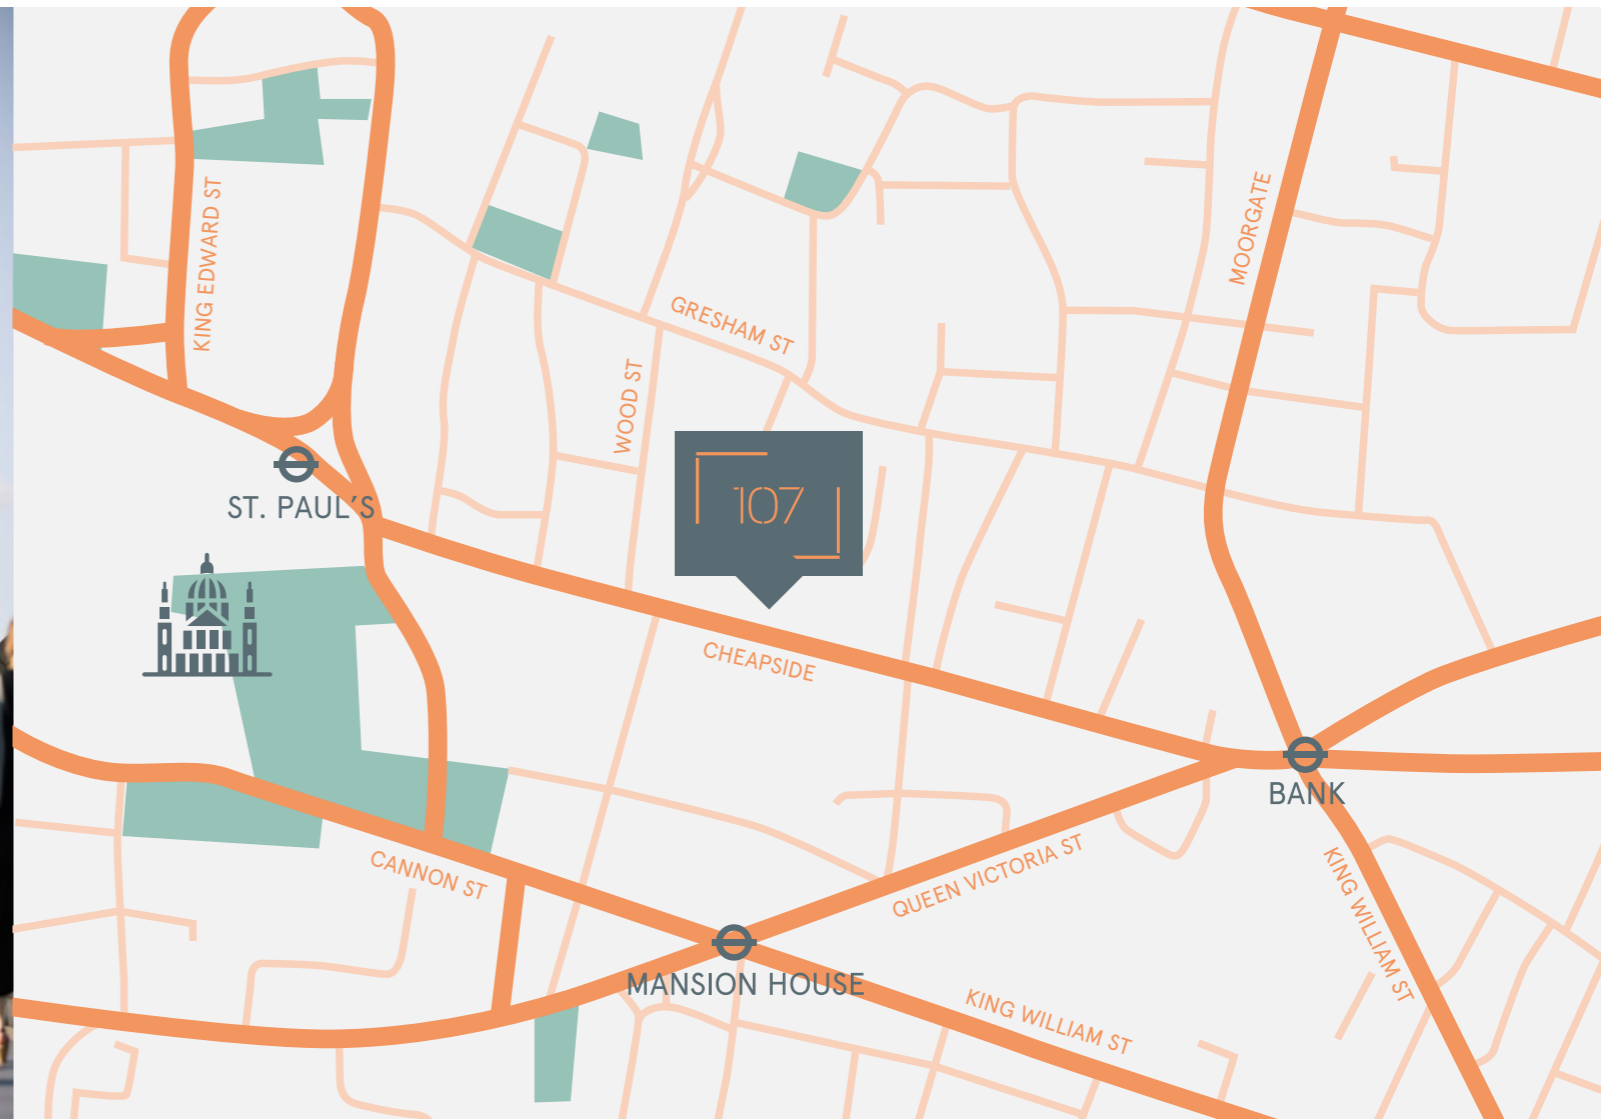 KING EDWARD ST
MOORGATE
GRESHAM ST
WOOD ST
107
ST. PAUL'S
CHEAPSIDE
BANK
CANNON ST
QUEEN VICTORIA ST
KING WILLIAM ST
MANSION HOUSE
KING WILLIAM ST